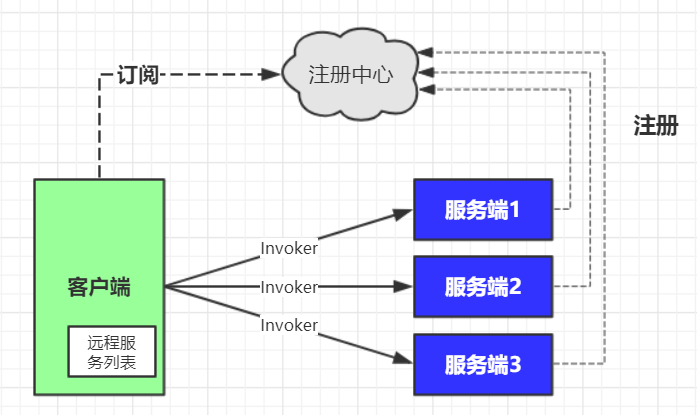 订阅
注册中心
注册
服务端1
Invoker
客户端
Invoker
服务端2
Invoker
远程服
务列表
服务端3